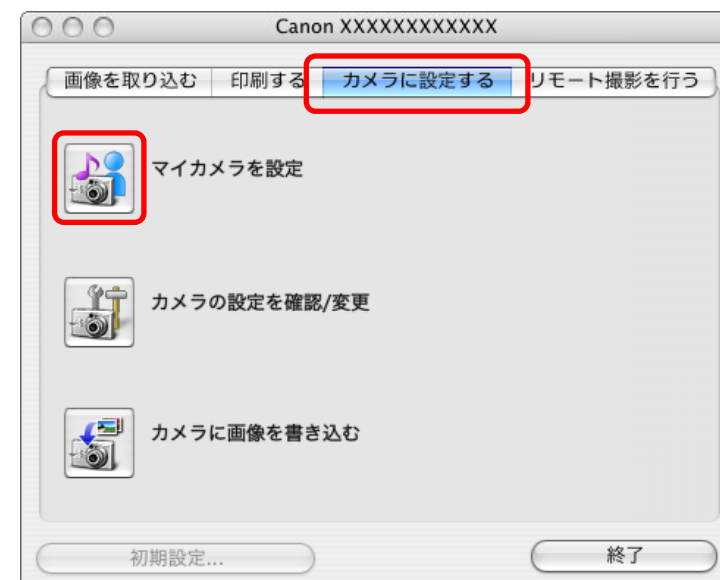 Canon XXXXXXXXXXXX
画像を取り込む 印刷する カメラに設定する リモート撮影を行う
マイカメラを設定
カメラの設定を確認/変更
カメラに画像を書き込む
初期設定... 終了